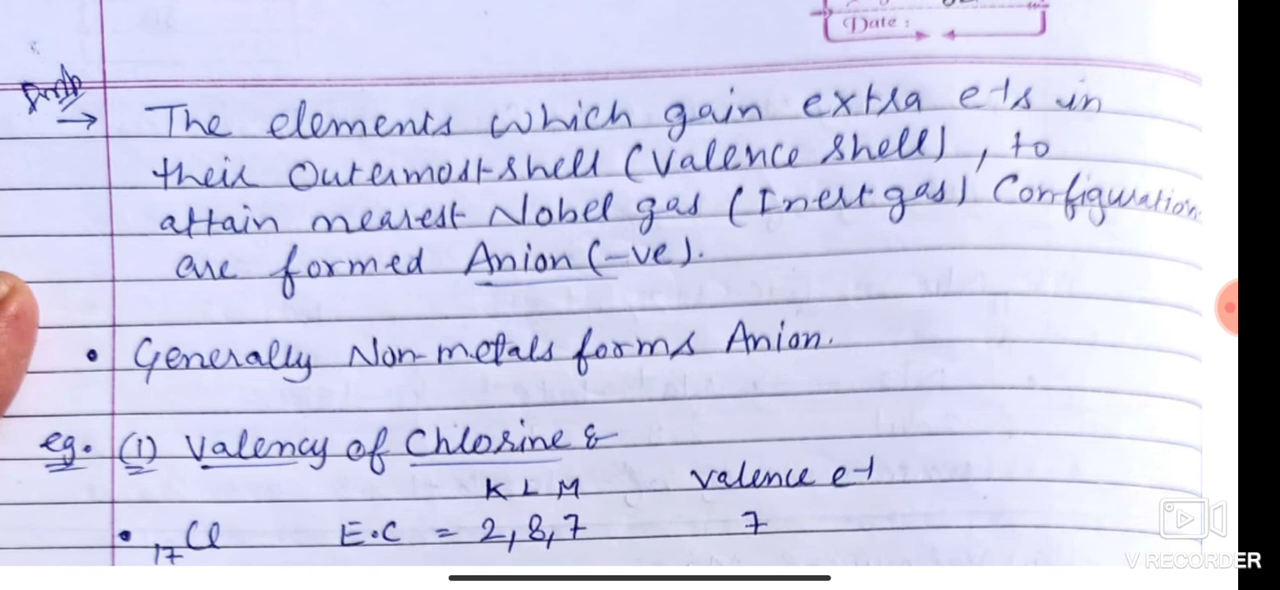 Date :
The elements which gain extra e-ts in
their Outermost shell (Valence shell), to
attain nearest Nobel gas (Inert gas) Configuration
are formed Anion (-ve).
• Generally Non-metals forms Anion.
eg. (1) Valency of Chlorine :-
K L M valence e-t
• 17Cl E.C = 2,8,7 7
V RECORDER